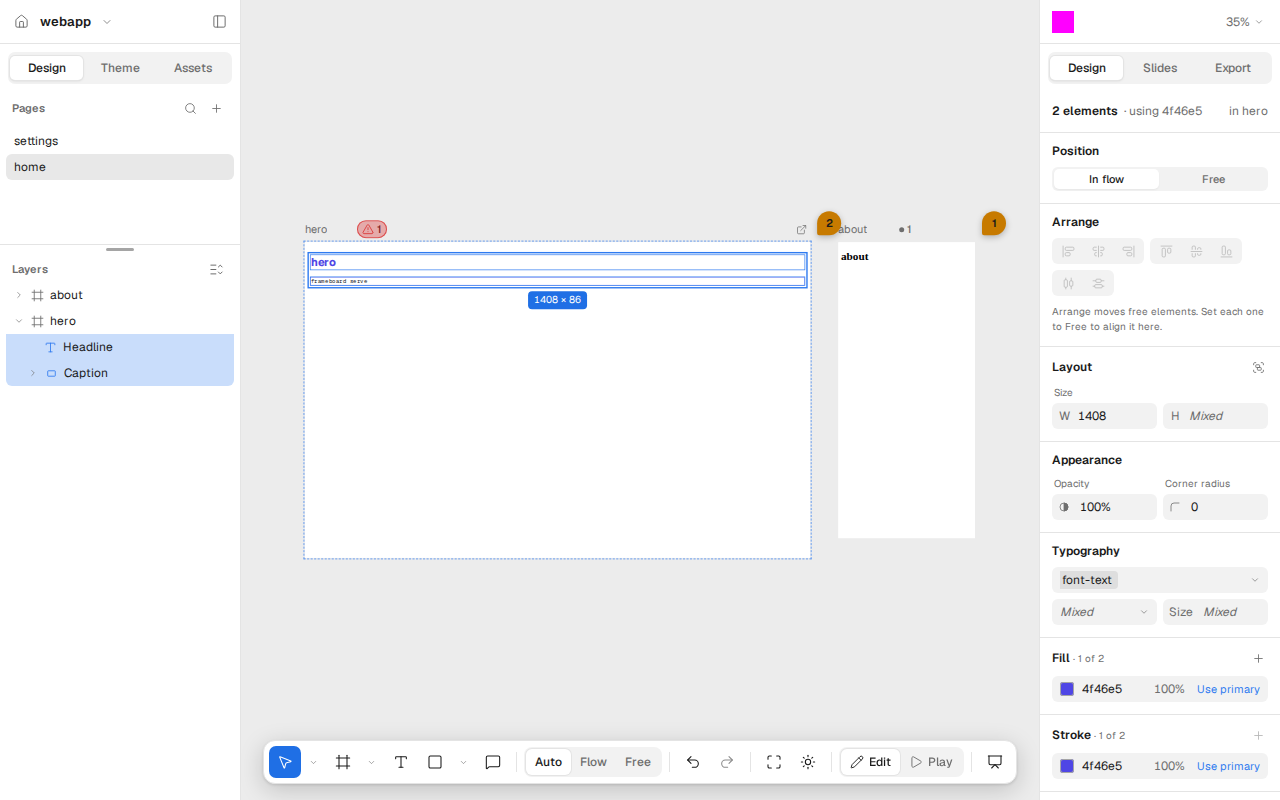 webapp
35%
Design
Theme
Assets
Design
Slides
Export
Pages
2 elements · using 4f46e5
in hero
settings
home
Position
In flow
Free
Arrange
hero
1
2
about
1
1
hero
frameboard serve
about
1408 × 86
Layers
about
hero
Headline
Caption
Arrange moves free elements. Set each one
to Free to align it here.
Layout
Size
W 1408
H Mixed
Appearance
Opacity
Corner radius
100%
0
Typography
font-text
Mixed
Size Mixed
Fill · 1 of 2
4f46e5 100% Use primary
Stroke · 1 of 2
4f46e5 100% Use primary
Auto
Flow
Free
Edit
Play